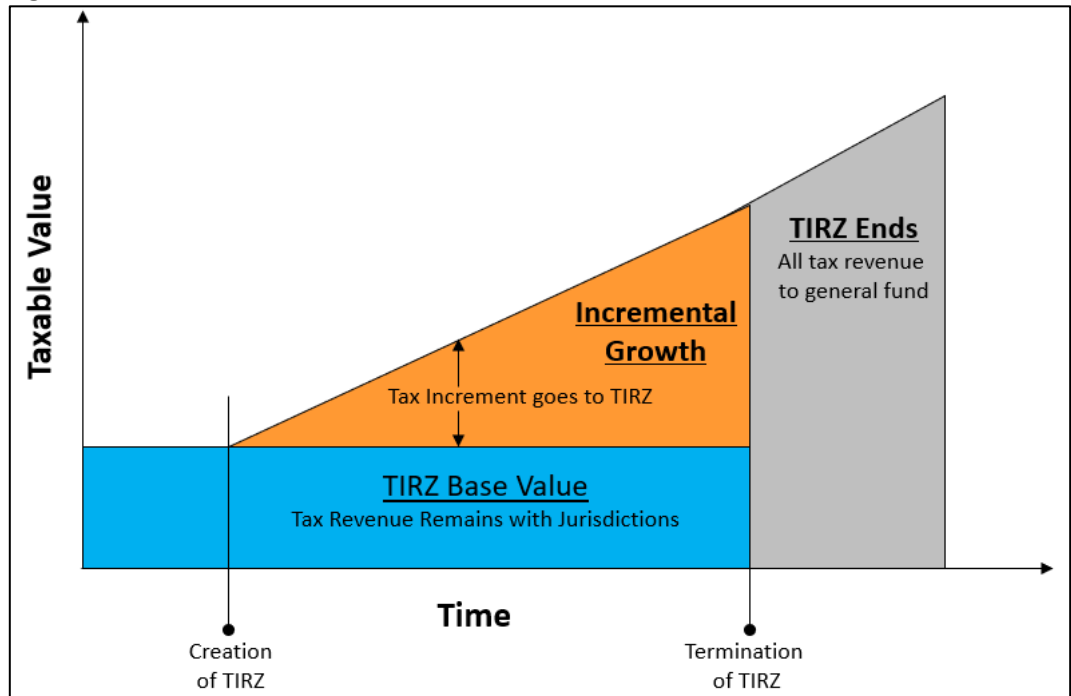 Taxable Value
TIRZ Ends
All tax revenue
to general fund
Incremental
Growth
Tax Increment goes to TIRZ
TIRZ Base Value
Tax Revenue Remains with Jurisdictions
Time
Creation
of TIRZ
Termination
of TIRZ